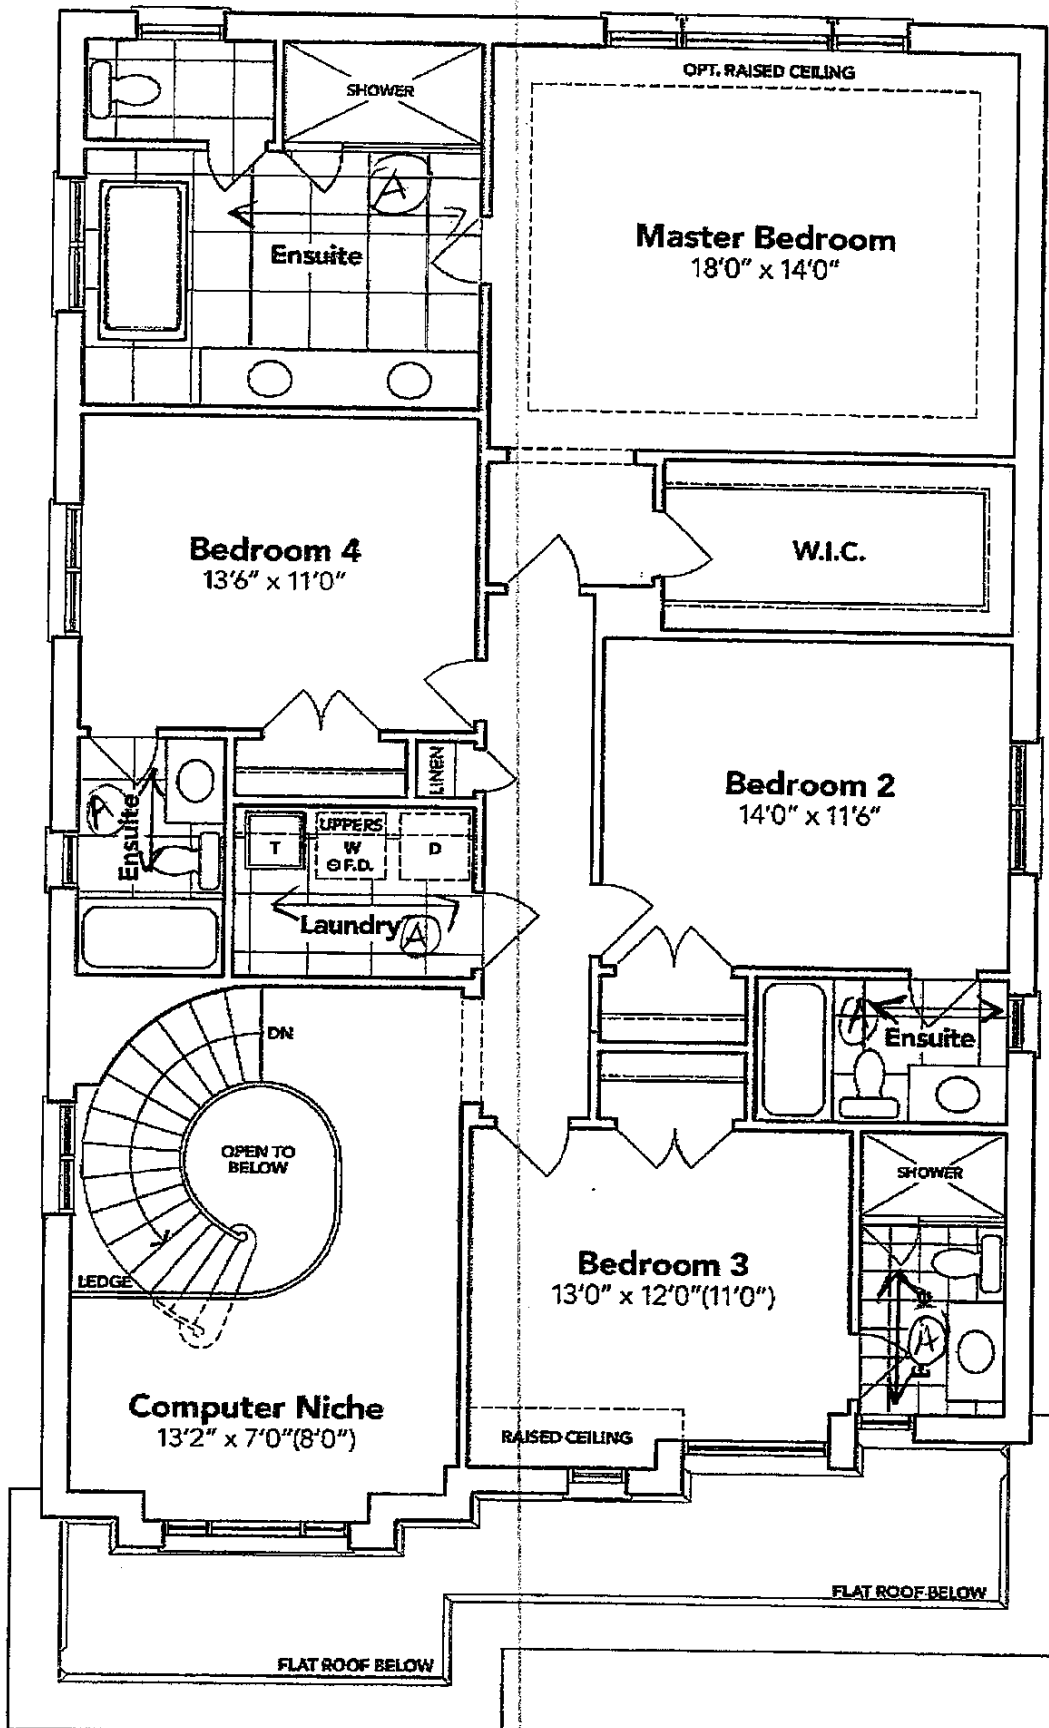 OPT. RAISED CEILING
SHOWER
A
Master Bedroom
18'0" x 14'0"
Ensuite
Bedroom 4
13'6" x 11'0"
W.I.C.
LINEN
Bedroom 2
14'0" x 11'6"
A
Ensuite
UPPERS
T
W
D
F.D.
Laundry
A
DN
A
Ensuite
OPEN TO
BELOW
SHOWER
Bedroom 3
13'0" x 12'0"(11'0")
LEDGE
A
Computer Niche
13'2" x 7'0"(8'0")
RAISED CEILING
FLAT ROOF BELOW
FLAT ROOF BELOW